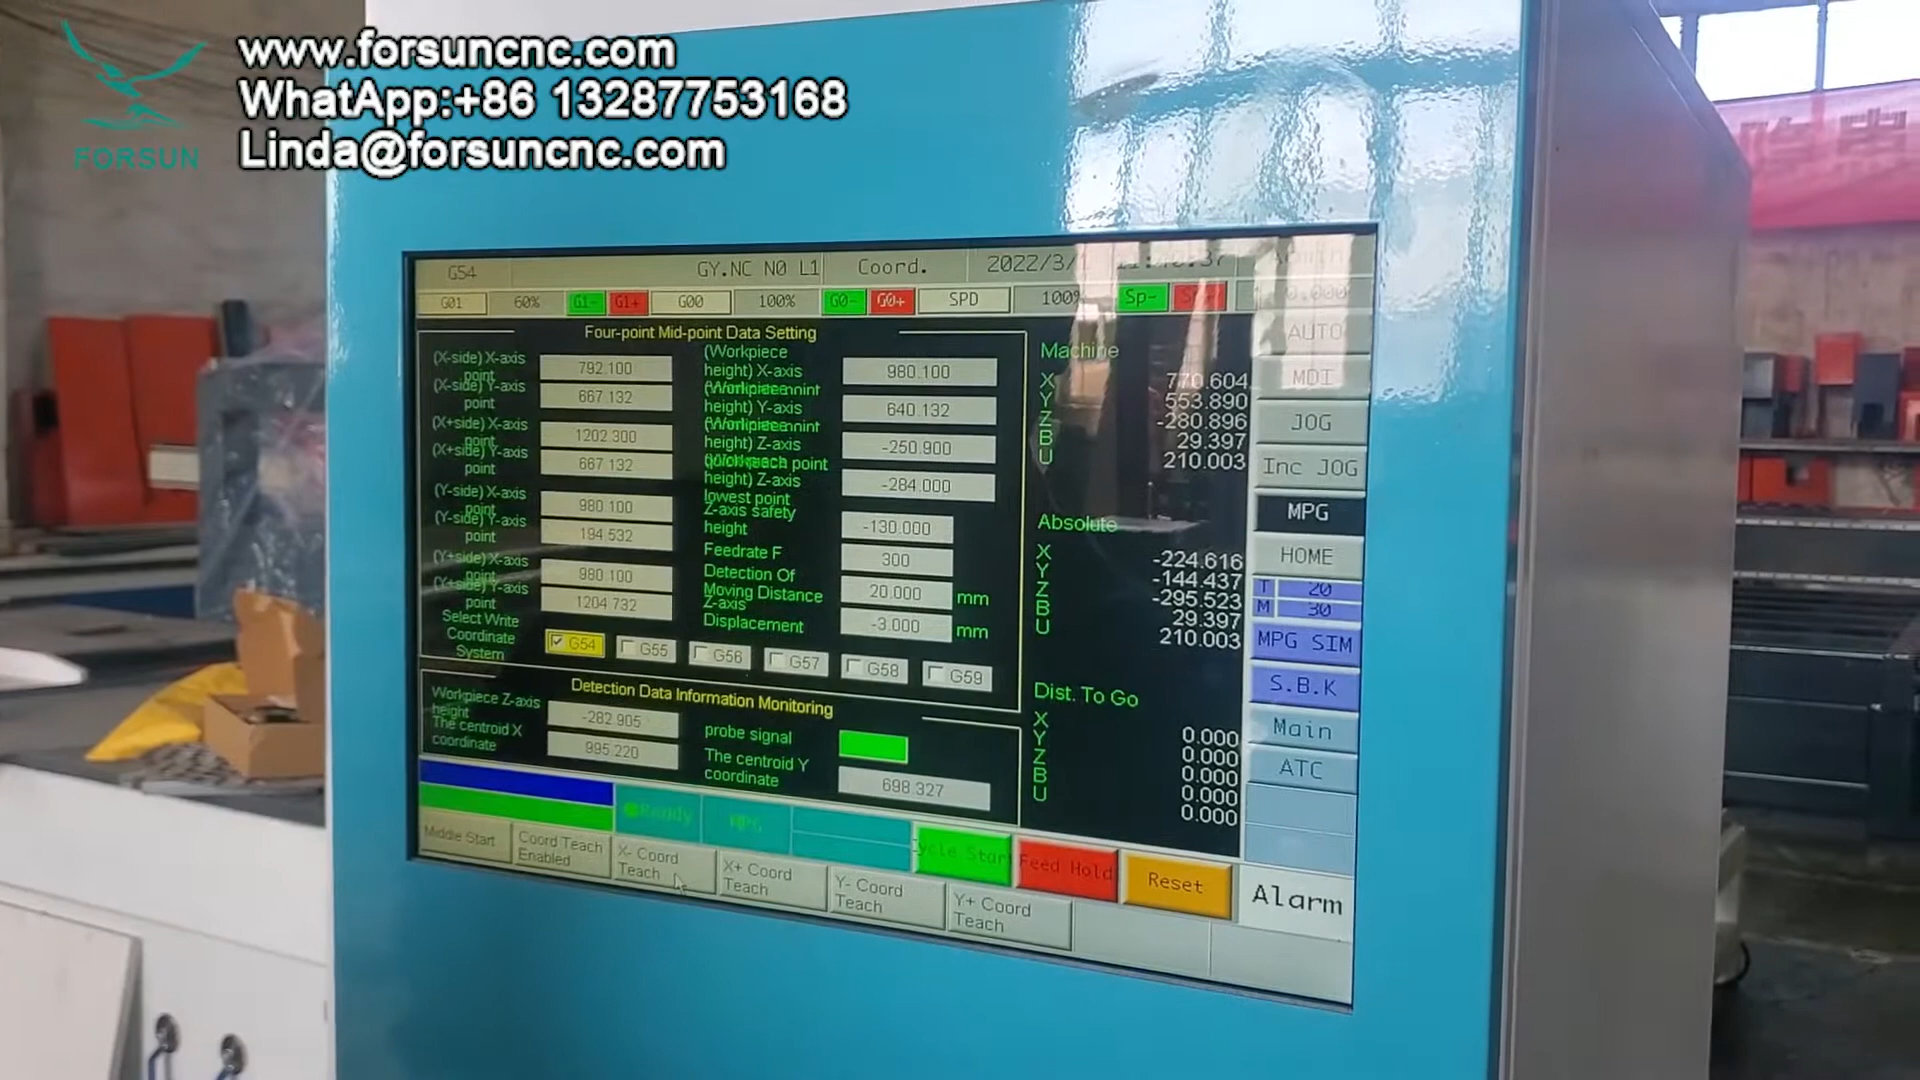 www.forsuncnc.com
WhatApp:+86 13287753168
Linda@forsuncnc.com
FORSUN
G54 GY.NC N0 L1 Coord. 2022/3/
G01 60% G1- G1+ G00 100% G0- G0+ SPD 100% Sp-
Four-point Mid-point Data Setting
(X-side) X-axis point 792.100
(X-side) Y-axis point 667.132
(X+side) X-axis point 1202.300
(X+side) Y-axis point 667.132
(Y-side) X-axis point 980.100
(Y-side) Y-axis point 194.532
(Y+side) X-axis point 980.100
(Y+side) Y-axis point 1204.732
(Workpiece height) X-axis 980.100
height) Y-axis 640.132
height) Z-axis point -250.900
height) Z-axis lowest point -284.000
Z-axis safety height -130.000
Feedrate F 300
Detection Of Moving Distance 20.000 mm
Z-axis Displacement -3.000 mm
Select Write Coordinate System G54 G55 G56 G57 G58 G59
Detection Data Information Monitoring
Workpiece Z-axis height -282.905
probe signal
The centroid X coordinate 995.220
The centroid Y coordinate 698.327
Machine
X 770.604
Y 553.890
Z -280.896
B 29.397
U 210.003
Absolute
X -224.616
Y -144.437
Z -295.523
B 29.397
U 210.003
Dist. To Go
X 0.000
Y 0.000
Z 0.000
B 0.000
U 0.000
AUTO
MDI
JOG
Inc JOG
MPG
HOME
T 20
M 30
MPG SIM
S.B.K
Main
ATC
Ready MPG
Cycle Start
Feed Hold
Reset
Alarm
Middle Start
Coord Teach Enabled
X- Coord Teach
X+ Coord Teach
Y- Coord Teach
Y+ Coord Teach